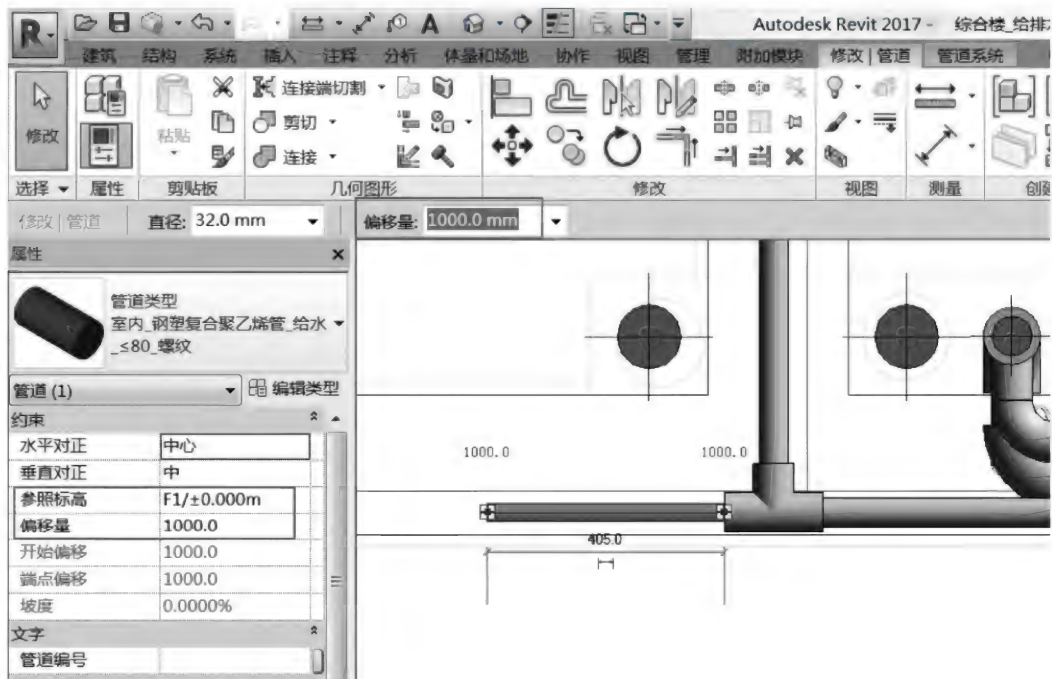 Autodesk Revit 2017 - 综合楼_给排
建筑 结构 系统 插入 注释 分析 体量和场地 协作 视图 管理 附加模块 修改 | 管道 管道系统
修改 粘贴 连接端切割
剪切
连接
选择 属性 剪贴板 几何图形 修改 视图 测量
修改 | 管道 直径: 32.0 mm 偏移量: 1000.0 mm
属性
管道类型
室内_钢塑复合聚乙烯管_给水
_≤80_螺纹
管道 (1) 编辑类型
约束
水平对正 中心
垂直对正 中
参照标高 F1/±0.000m
偏移量 1000.0
开始偏移 1000.0
端点偏移 1000.0
坡度 0.0000%
文字
管道编号
1000.0 1000.0
405.0